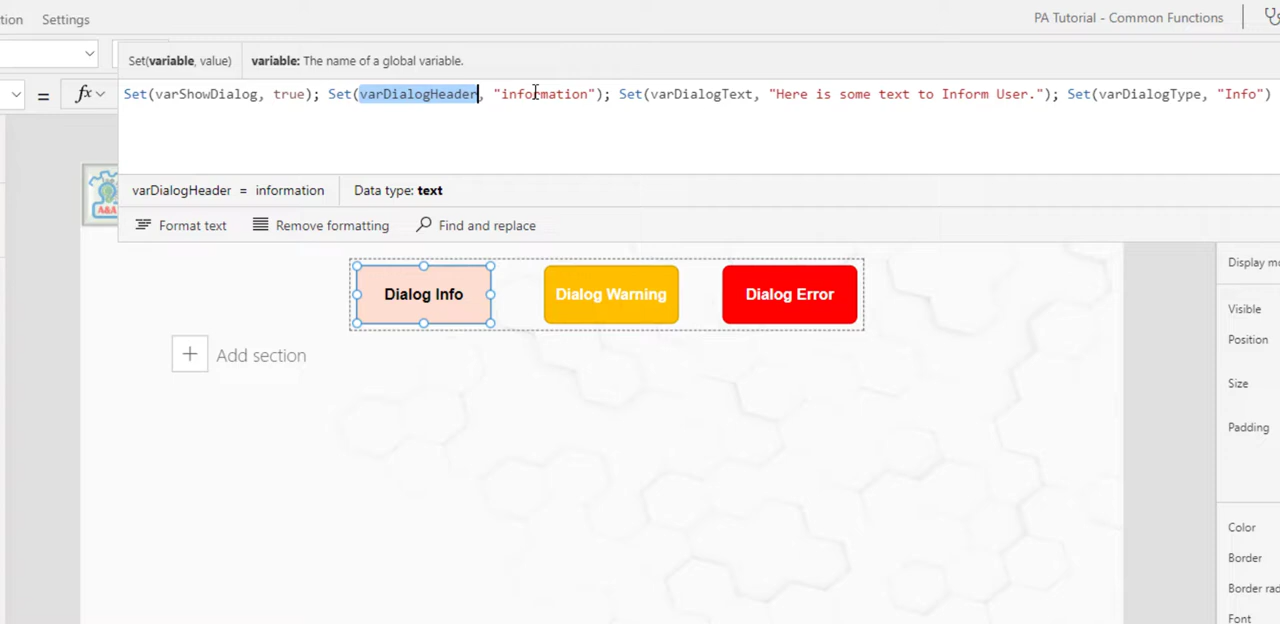 tion Settings PA Tutorial - Common Functions
Set(variable, value) variable: The name of a global variable.
fx
= Set(varShowDialog, true); Set(varDialogHeader, "information"); Set(varDialogText, "Here is some text to Inform User."); Set(varDialogType, "Info")
varDialogHeader = information Data type: text
A&A
Format text Remove formatting Find and replace
Display mo
Dialog Info Dialog Warning Dialog Error
Visible
Position
+ Add section
Size
Padding
Color
Border
Border rad
Font